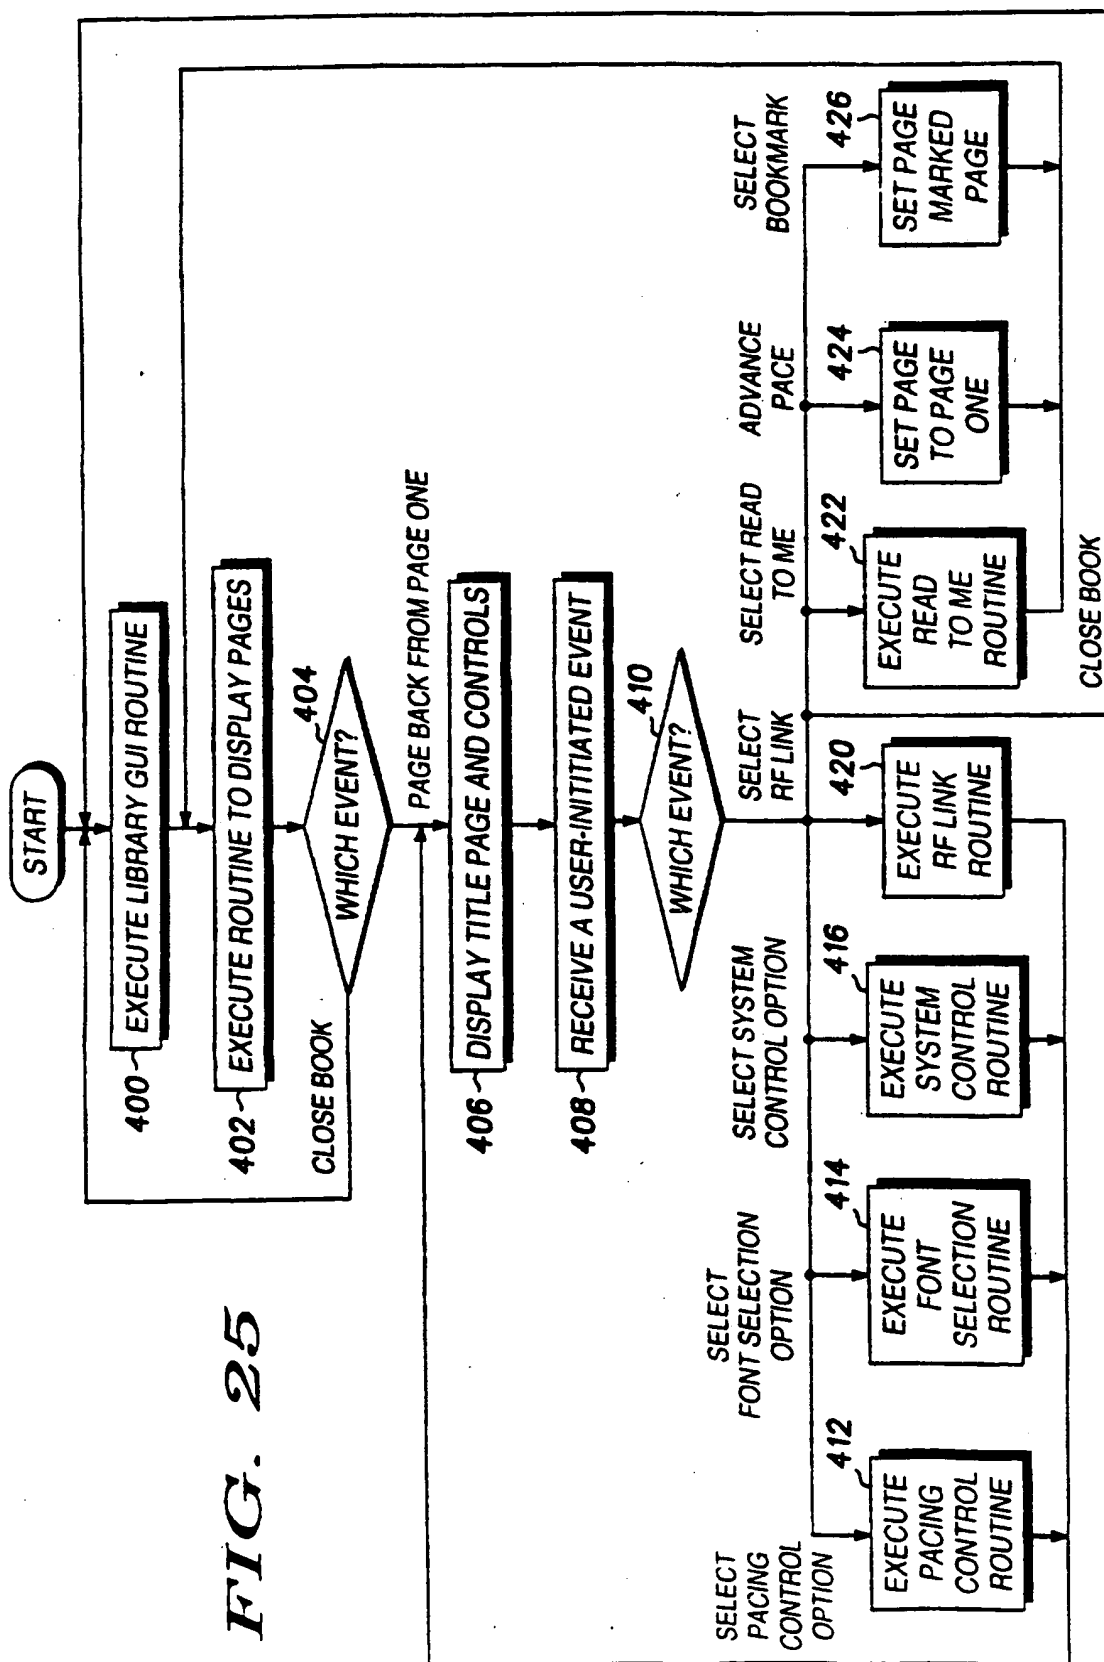 FIG. 25
START
400
EXECUTE LIBRARY GUI ROUTINE
402
EXECUTE ROUTINE TO DISPLAY PAGES
404
WHICH EVENT?
CLOSE BOOK
PAGE BACK FROM PAGE ONE
406
DISPLAY TITLE PAGE AND CONTROLS
408
RECEIVE A USER-INITITIATED EVENT
410
WHICH EVENT?
SELECT
PACING
CONTROL
OPTION
412
EXECUTE
PACING
CONTROL
ROUTINE
SELECT
FONT SELECTION
OPTION
414
EXECUTE
FONT
SELECTION
ROUTINE
SELECT SYSTEM
CONTROL OPTION
416
EXECUTE
SYSTEM
CONTROL
ROUTINE
SELECT
RF LINK
420
EXECUTE
RF LINK
ROUTINE
SELECT READ
TO ME
422
EXECUTE
READ
TO ME
ROUTINE
ADVANCE
PACE
424
SET PAGE
TO PAGE
ONE
SELECT
BOOKMARK
426
SET PAGE
MARKED
PAGE
CLOSE BOOK